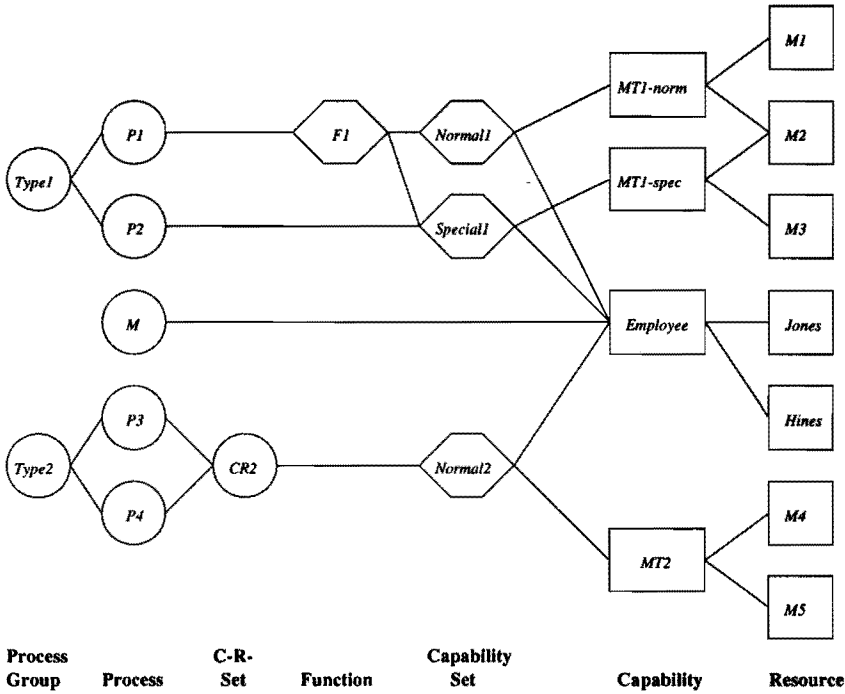 M1
MT1-norm
P1
F1
Normal1
M2
Type1
MT1-spec
P2
Special1
M3
M
Employee
Jones
P3
Hines
Type2
CR2
Normal2
P4
M4
MT2
M5
Process
Group
Process
C-R-
Set
Function
Capability
Set
Capability
Resource